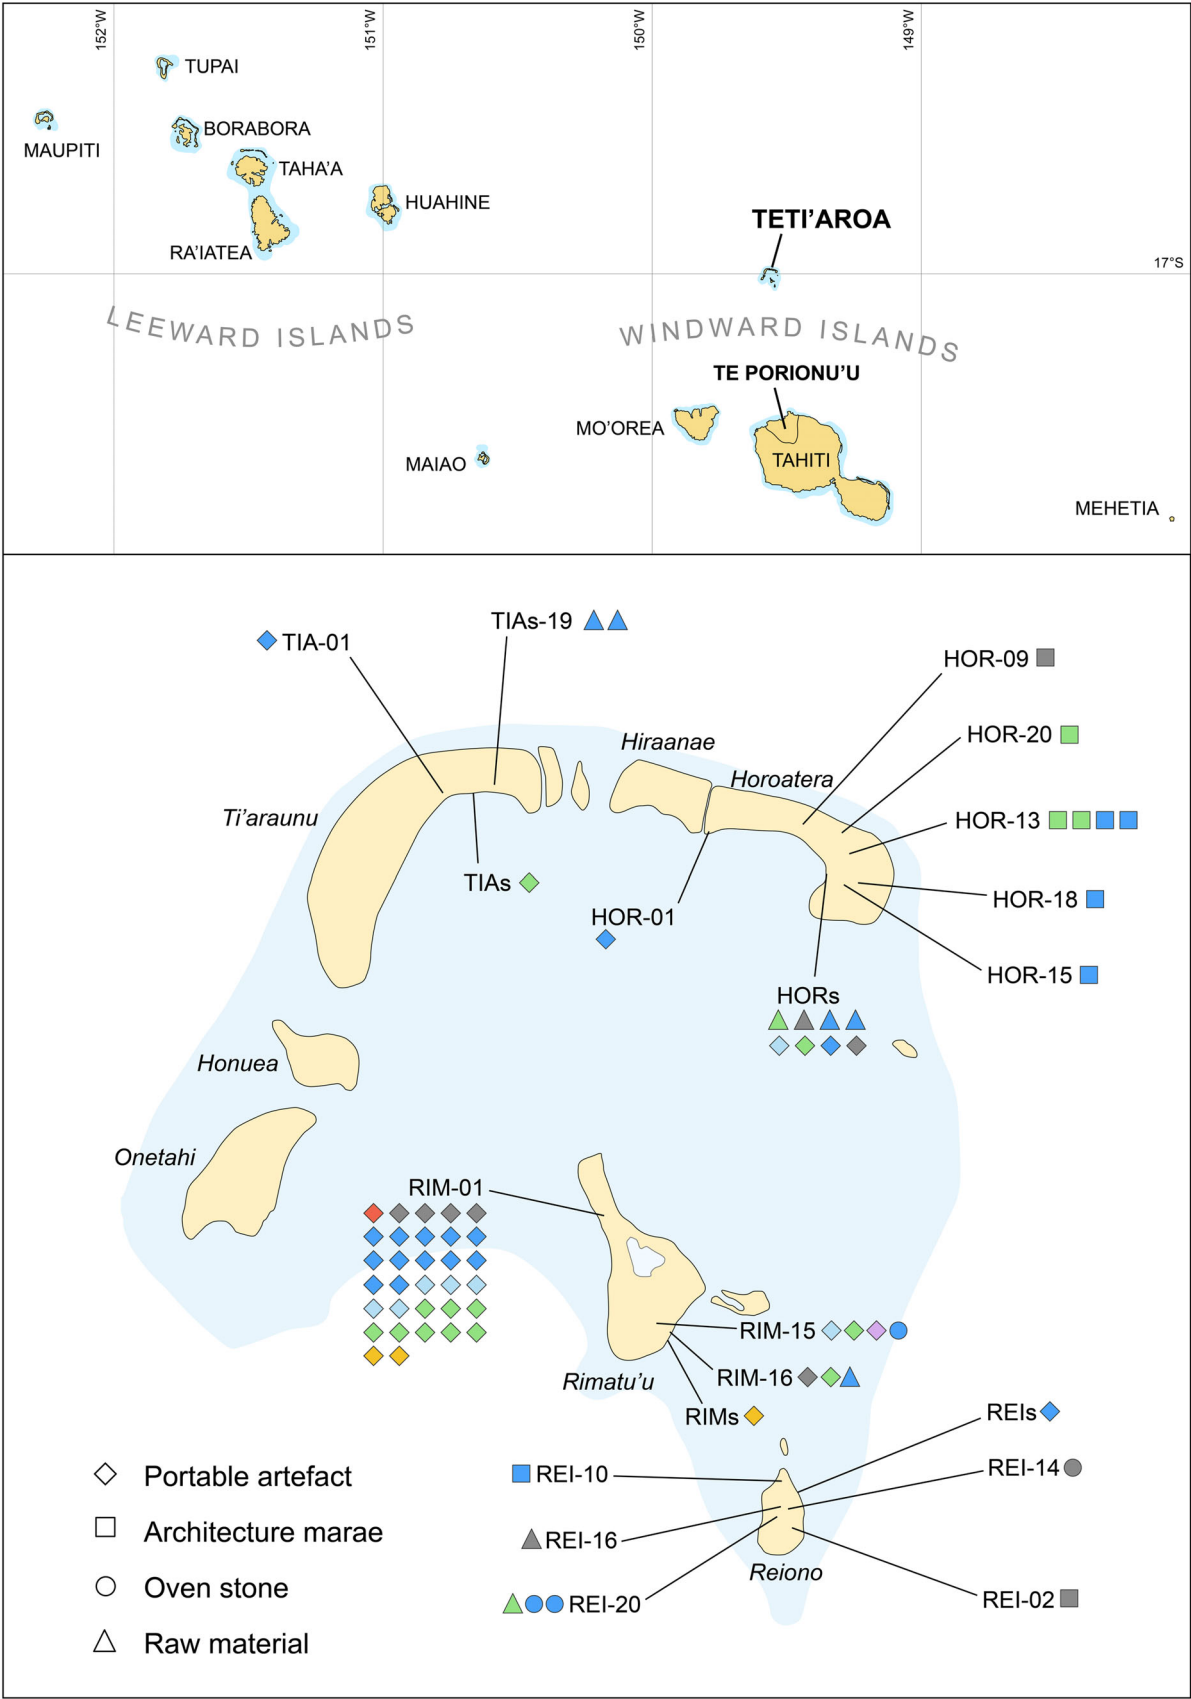 152°W
151°W
150°W
149°W
TUPAI
MAUPITI
BORABORA
TAHA'A
HUAHINE
RA'IATEA
TETI'AROA
17°S
LEEWARD ISLANDS
WINDWARD ISLANDS
TE PORIONU'U
MO'OREA
MAIAO
TAHITI
MEHETIA
TIAs-19
TIA-01
HOR-09
HOR-20
Hiraanae
Horoatera
Ti'araunu
HOR-13
TIAs
HOR-18
HOR-01
HOR-15
HORs
Honuea
Onetahi
RIM-01
RIM-15
RIM-16
Rimatu'u
RIMs
REIs
REI-10
REI-14
REI-16
Reiono
REI-20
REI-02
Portable artefact
Architecture marae
Oven stone
Raw material